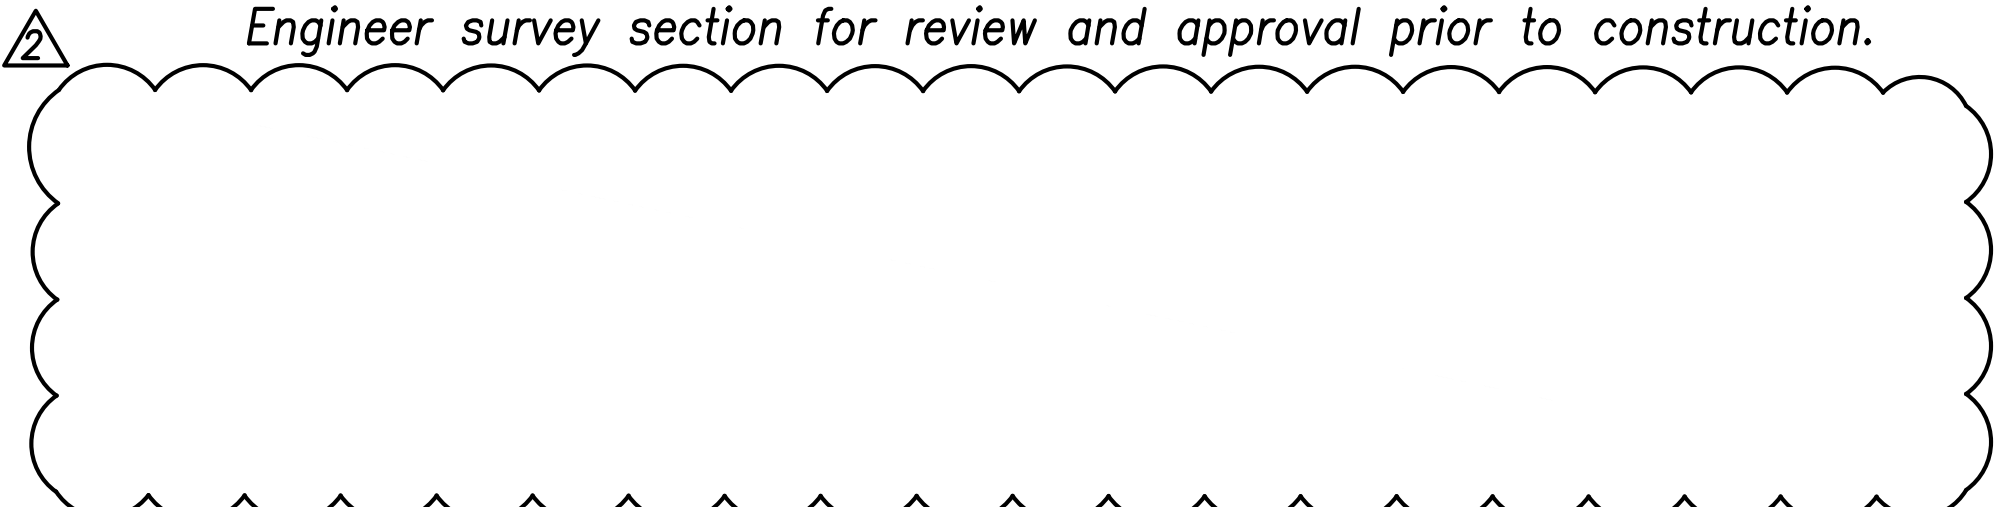 2
Engineer survey section for review and approval prior to construction.